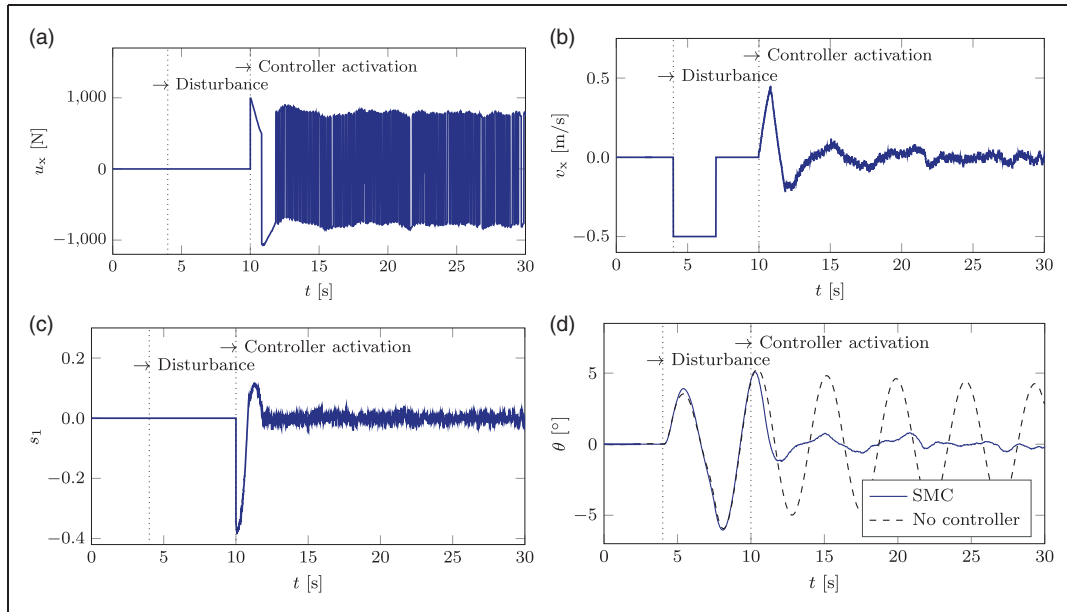 (a)
→ Controller activation
→ Disturbance
1,000
0
−1,000
u_x [N]
0 5 10 15 20 25 30
t [s]
(b)
→ Controller activation
→ Disturbance
0.5
0.0
−0.5
v_x [m/s]
0 5 10 15 20 25 30
t [s]
(c)
→ Controller activation
→ Disturbance
0.2
0.0
−0.2
−0.4
s_1
0 5 10 15 20 25 30
t [s]
(d)
→ Controller activation
→ Disturbance
5
0
−5
θ [°]
SMC
No controller
0 5 10 15 20 25 30
t [s]